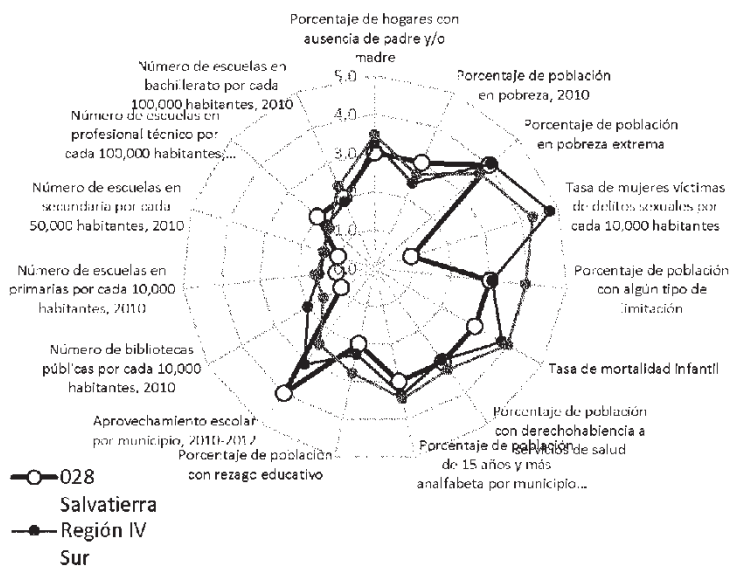 Porcentaje de hogares con
ausencia de padre y/o
madre
5.0
4.0
3.0
1.0
0.0
Porcentaje de población
en pobreza, 2010
Porcentaje de población
en pobreza extrema
Tasa de mujeres víctimas
de delitos sexuales por
cada 10,000 habitantes
Porcentaje de población
con algún tipo de
limitación
Tasa de mortalidad infantil
Porcentaje de población
con derechohabiencia a
servicios de salud
Porcentaje de población
de 15 años y más
analfabeta por municipio...
Porcentaje de población
con rezago educativo
Aprovechamiento escolar
por municipio, 2010-2012
Número de bibliotecas
públicas por cada 10,000
habitantes, 2010
Número de escuelas en
primarias por cada 10,000
habitantes, 2010
Número de escuelas en
secundaria por cada
50,000 habitantes, 2010
Número de escuelas en
profesional técnico por
cada 100,000 habitantes,...
Número de escuelas en
bachillerato por cada
100,000 habitantes, 2010
028
Salvatierra
Región IV
Sur